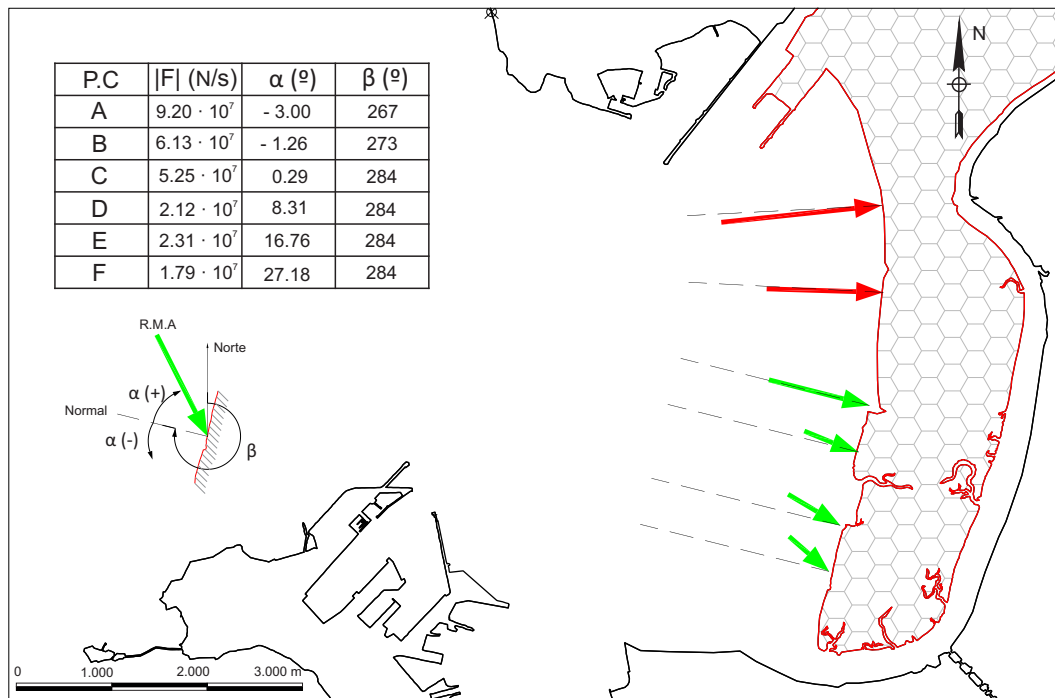 P.C |F| (N/s) α (º) β (º)
A 9.20 · 10⁷ - 3.00 267
B 6.13 · 10⁷ - 1.26 273
C 5.25 · 10⁷ 0.29 284
D 2.12 · 10⁷ 8.31 284
E 2.31 · 10⁷ 16.76 284
F 1.79 · 10⁷ 27.18 284
N
R.M.A
Norte
α (+)
Normal
α (-)
β
0 1.000 2.000 3.000 m